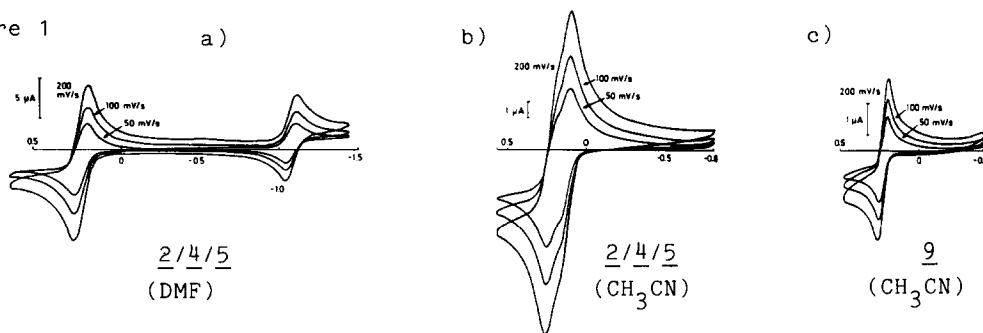 re 1
a)
5 μA
200
mV/s
100 mV/s
50 mV/s
0.5
0
-0.5
-1.0
-1.5
2/4/5
(DMF)
b)
200 mV/s
100 mV/s
50 mV/s
1 μA
0.5
0
-0.5
-0.8
2/4/5
(CH₃CN)
c)
200 mV/s
100 mV/s
50 mV/s
1 μA
0.5
0
9
(CH₃CN)